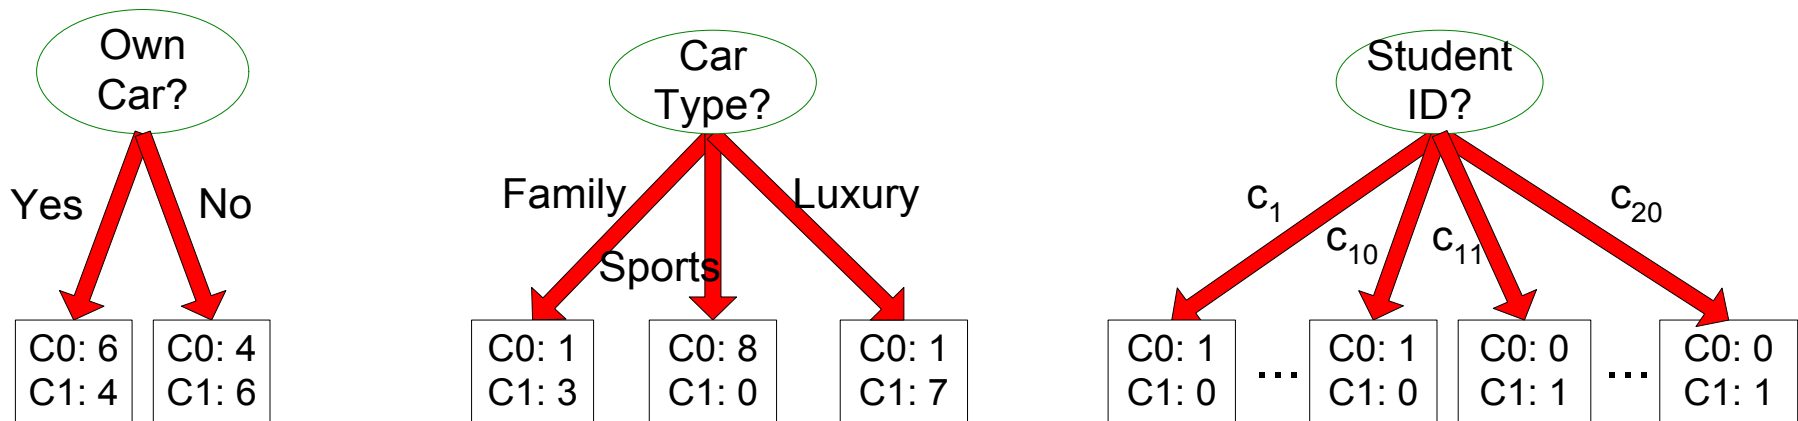 Own
Car?
Yes
No
C0: 6
C1: 4
C0: 4
C1: 6
Car
Type?
Family
Sports
Luxury
C0: 1
C1: 3
C0: 8
C1: 0
C0: 1
C1: 7
Student
ID?
c1
c10
c11
c20
C0: 1
C1: 0
...
C0: 1
C1: 0
C0: 0
C1: 1
...
C0: 0
C1: 1